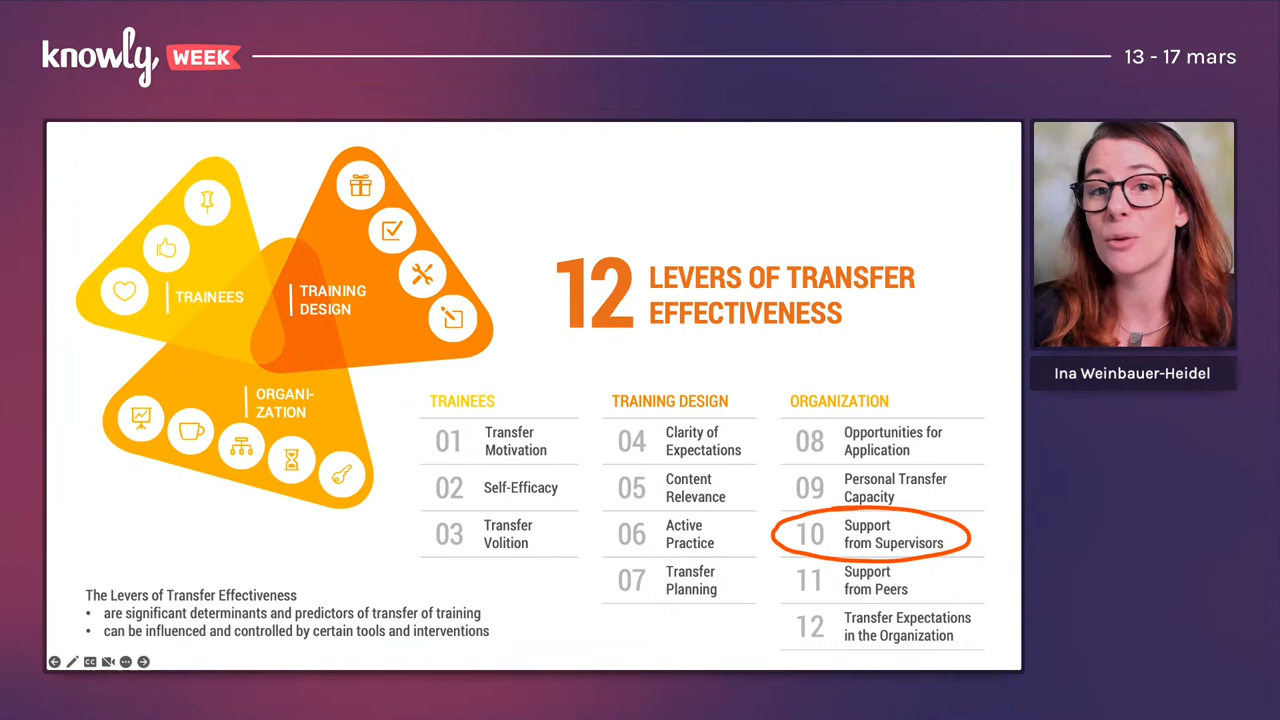 knowly WEEK
13 - 17 mars
TRAINEES
TRAINING
DESIGN
ORGANI-
ZATION
12 LEVERS OF TRANSFER
EFFECTIVENESS
TRAINEES
01 Transfer
Motivation
02 Self-Efficacy
03 Transfer
Volition
TRAINING DESIGN
04 Clarity of
Expectations
05 Content
Relevance
06 Active
Practice
07 Transfer
Planning
ORGANIZATION
08 Opportunities for
Application
09 Personal Transfer
Capacity
10 Support
from Supervisors
11 Support
from Peers
12 Transfer Expectations
in the Organization
The Levers of Transfer Effectiveness
• are significant determinants and predictors of transfer of training
• can be influenced and controlled by certain tools and interventions
CC
Ina Weinbauer-Heidel